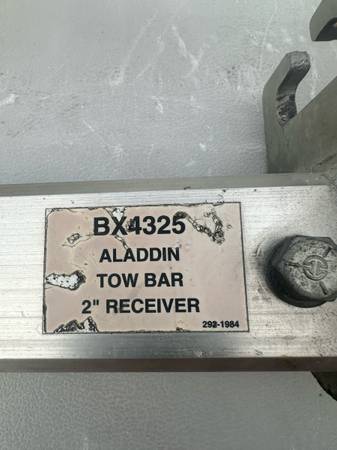 BX4325
ALADDIN
TOW BAR
2" RECEIVER
292-1984